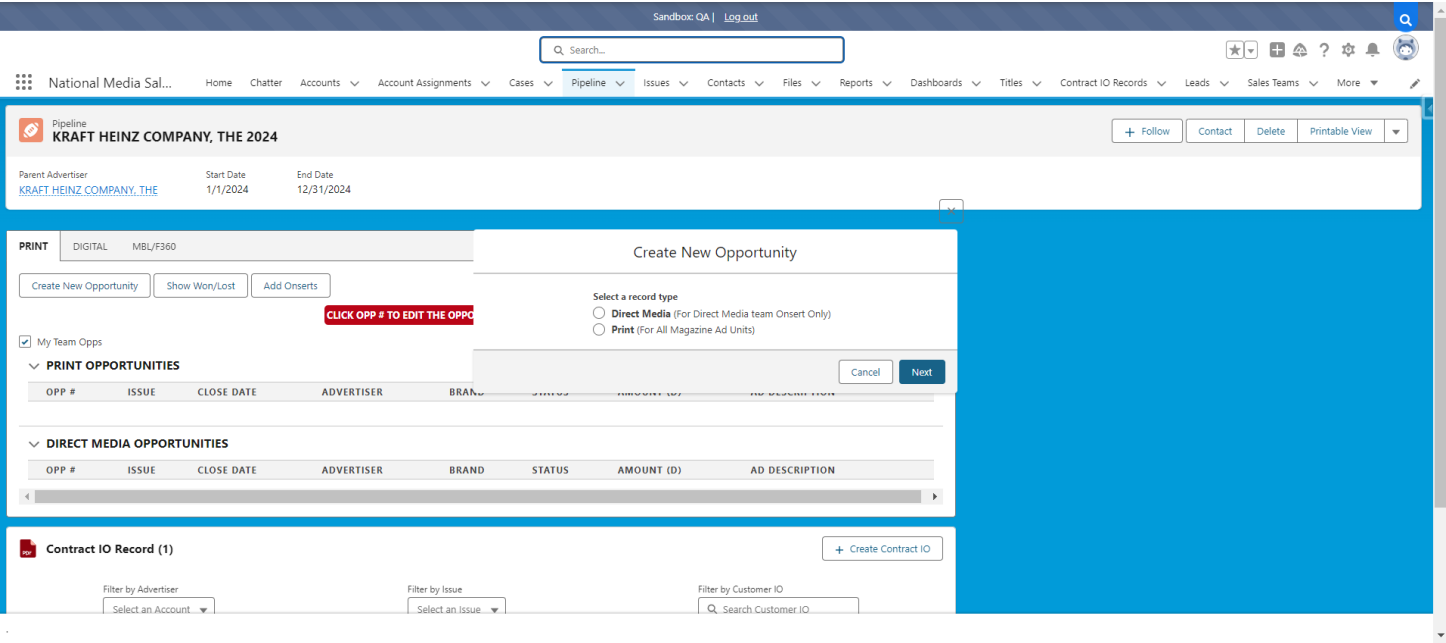 Sandbox: QA | Log out
Search...
National Media Sal... Home Chatter Accounts Account Assignments Cases Pipeline Issues Contacts Files Reports Dashboards Titles Contract IO Records Leads Sales Teams More
Pipeline
KRAFT HEINZ COMPANY, THE 2024
+ Follow Contact Delete Printable View
Parent Advertiser Start Date End Date
KRAFT HEINZ COMPANY, THE 1/1/2024 12/31/2024
PRINT DIGITAL MBL/F360
Create New Opportunity Show Won/Lost Add Onserts
CLICK OPP # TO EDIT THE OPPO
My Team Opps
PRINT OPPORTUNITIES
OPP # ISSUE CLOSE DATE ADVERTISER BRAND STATUS AMOUNT (D) AD DESCRIPTION
DIRECT MEDIA OPPORTUNITIES
OPP # ISSUE CLOSE DATE ADVERTISER BRAND STATUS AMOUNT (D) AD DESCRIPTION
Create New Opportunity
Select a record type
Direct Media (For Direct Media team Onsert Only)
Print (For All Magazine Ad Units)
Cancel Next
PDF Contract IO Record (1) + Create Contract IO
Filter by Advertiser Filter by Issue Filter by Customer IO
Select an Account Select an Issue Search Customer IO